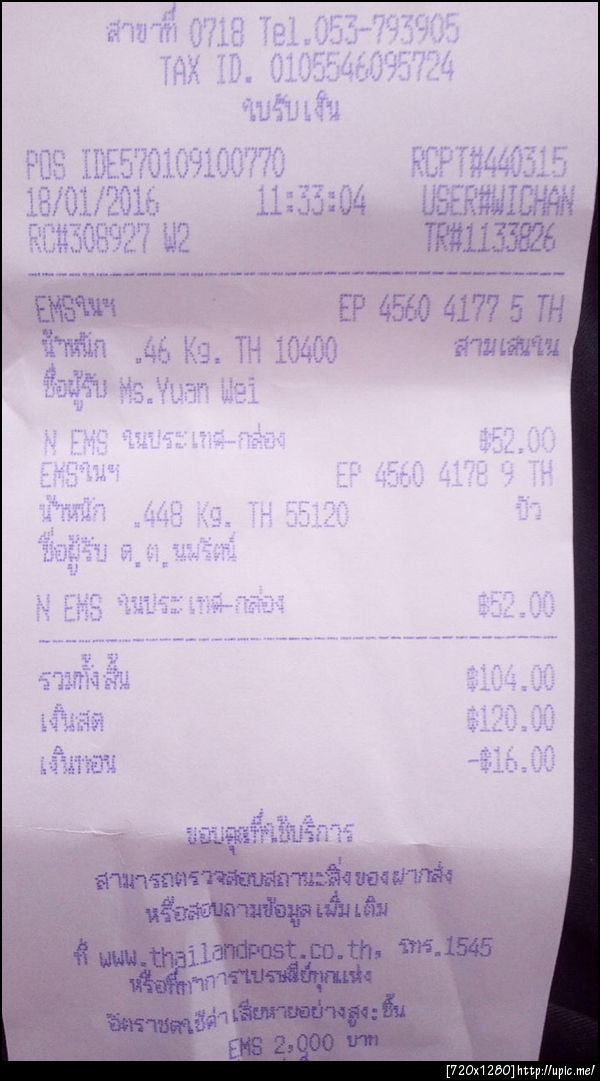 สาขาที่ 0718 Tel.053-793905
TAX ID. 0105546095724
ใบรับเงิน
POS IDE570109100770 RCPT#440315
18/01/2016 11:33:04 USER#WICHAN
RC#308927 W2 TR#1133826
EMSในฯ EP 4560 4177 5 TH
น้ำหนัก .46 Kg. TH 10400 สามเสนใน
ชื่อผู้รับ Ms.Yuan Wei
N EMS ในประเทศ-กล่อง ฿52.00
EMSในฯ EP 4560 4178 9 TH
น้ำหนัก .448 Kg. TH 55120 ปัว
ชื่อผู้รับ ด.ต.นพรัตน์
N EMS ในประเทศ-กล่อง ฿52.00
รวมทั้งสิ้น ฿104.00
เงินสด ฿120.00
เงินทอน -฿16.00
ขอบคุณที่ใช้บริการ
สามารถตรวจสอบสถานะสิ่งของฝากส่ง
หรือสอบถามข้อมูลเพิ่มเติม
ที่ www.thailandpost.co.th, โทร.1545
หรือที่ทำการไปรษณีย์ทุกแห่ง
อัตราชดใช้ค่าเสียหายอย่างสูง:ชิ้น
EMS 2,000 บาท
[720x1280]http://upic.me/